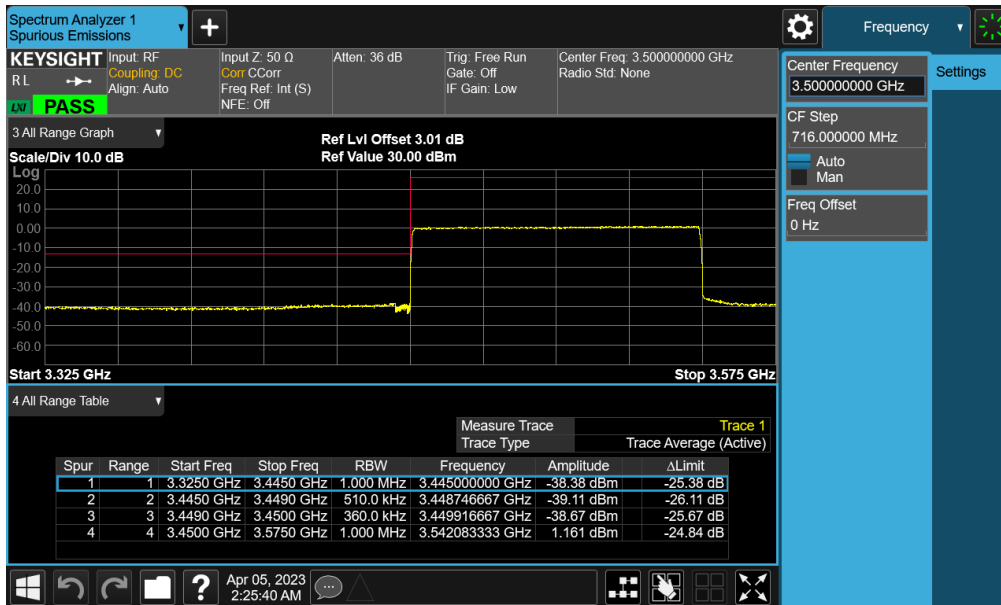 Spectrum Analyzer 1
Spurious Emissions
+
Frequency
KEYSIGHT
R L
LXI PASS
Input: RF
Coupling: DC
Align: Auto
Input Z: 50 Ω
Corr CCorr
Freq Ref: Int (S)
NFE: Off
Atten: 36 dB
Trig: Free Run
Gate: Off
IF Gain: Low
Center Freq: 3.500000000 GHz
Radio Std: None
Center Frequency
3.500000000 GHz
Settings
CF Step
716.000000 MHz
Auto
Man
Freq Offset
0 Hz
3 All Range Graph
Scale/Div 10.0 dB
Ref Lvl Offset 3.01 dB
Ref Value 30.00 dBm
Log
20.0
10.0
0.00
-10.0
-20.0
-30.0
-40.0
-50.0
-60.0
Start 3.325 GHz Stop 3.575 GHz
4 All Range Table
Measure Trace Trace 1
Trace Type Trace Average (Active)
Spur Range Start Freq Stop Freq RBW Frequency Amplitude ΔLimit
1 1 3.3250 GHz 3.4450 GHz 1.000 MHz 3.445000000 GHz -38.38 dBm -25.38 dB
2 2 3.4450 GHz 3.4490 GHz 510.0 kHz 3.448746667 GHz -39.11 dBm -26.11 dB
3 3 3.4490 GHz 3.4500 GHz 360.0 kHz 3.449916667 GHz -38.67 dBm -25.67 dB
4 4 3.4500 GHz 3.5750 GHz 1.000 MHz 3.542083333 GHz 1.161 dBm -24.84 dB
?
Apr 05, 2023
2:25:40 AM